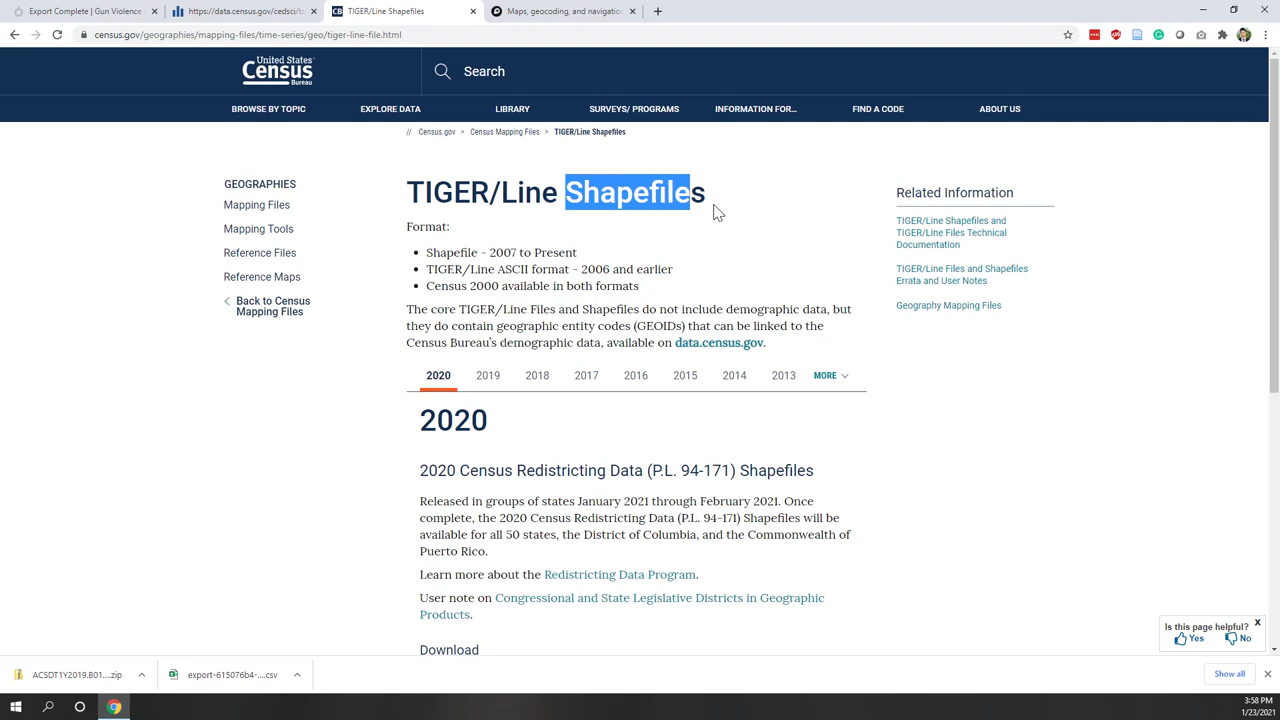 Export Complete | Gun Violence
https://data.census.gov/cedsci/ta
CB TIGER/Line Shapefiles
Maps, geocoding, and navigation
census.gov/geographies/mapping-files/time-series/geo/tiger-line-file.html
United States®
Census
Bureau
Search
BROWSE BY TOPIC EXPLORE DATA LIBRARY SURVEYS/ PROGRAMS INFORMATION FOR... FIND A CODE ABOUT US
// Census.gov > Census Mapping Files > TIGER/Line Shapefiles
GEOGRAPHIES
Mapping Files
Mapping Tools
Reference Files
Reference Maps
Back to Census
Mapping Files
TIGER/Line Shapefiles
Format:
• Shapefile - 2007 to Present
• TIGER/Line ASCII format - 2006 and earlier
• Census 2000 available in both formats
The core TIGER/Line Files and Shapefiles do not include demographic data, but
they do contain geographic entity codes (GEOIDs) that can be linked to the
Census Bureau's demographic data, available on data.census.gov.
2020 2019 2018 2017 2016 2015 2014 2013 MORE
2020
2020 Census Redistricting Data (P.L. 94-171) Shapefiles
Released in groups of states January 2021 through February 2021. Once
complete, the 2020 Census Redistricting Data (P.L. 94-171) Shapefiles will be
available for all 50 states, the District of Columbia, and the Commonwealth of
Puerto Rico.
Learn more about the Redistricting Data Program.
User note on Congressional and State Legislative Districts in Geographic
Products.
Download
Related Information
TIGER/Line Shapefiles and
TIGER/Line Files Technical
Documentation
TIGER/Line Files and Shapefiles
Errata and User Notes
Geography Mapping Files
Is this page helpful? X
Yes No
ACSDT1Y2019.B01....zip
export-615076b4-....csv
Show all
3:58 PM
1/23/2021